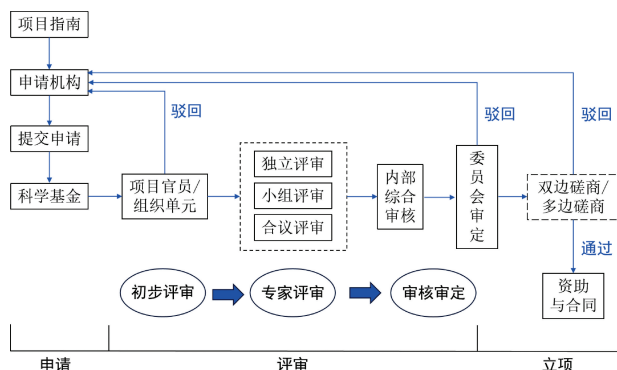 项目指南
申请机构
提交申请
科学基金
驳回
项目官员/
组织单元
独立评审
小组评审
合议评审
内部
综合
审核
驳回
委员会审定
驳回
双边磋商/
多边磋商
通过
资助
与合同
初步评审
专家评审
审核审定
申请
评审
立项